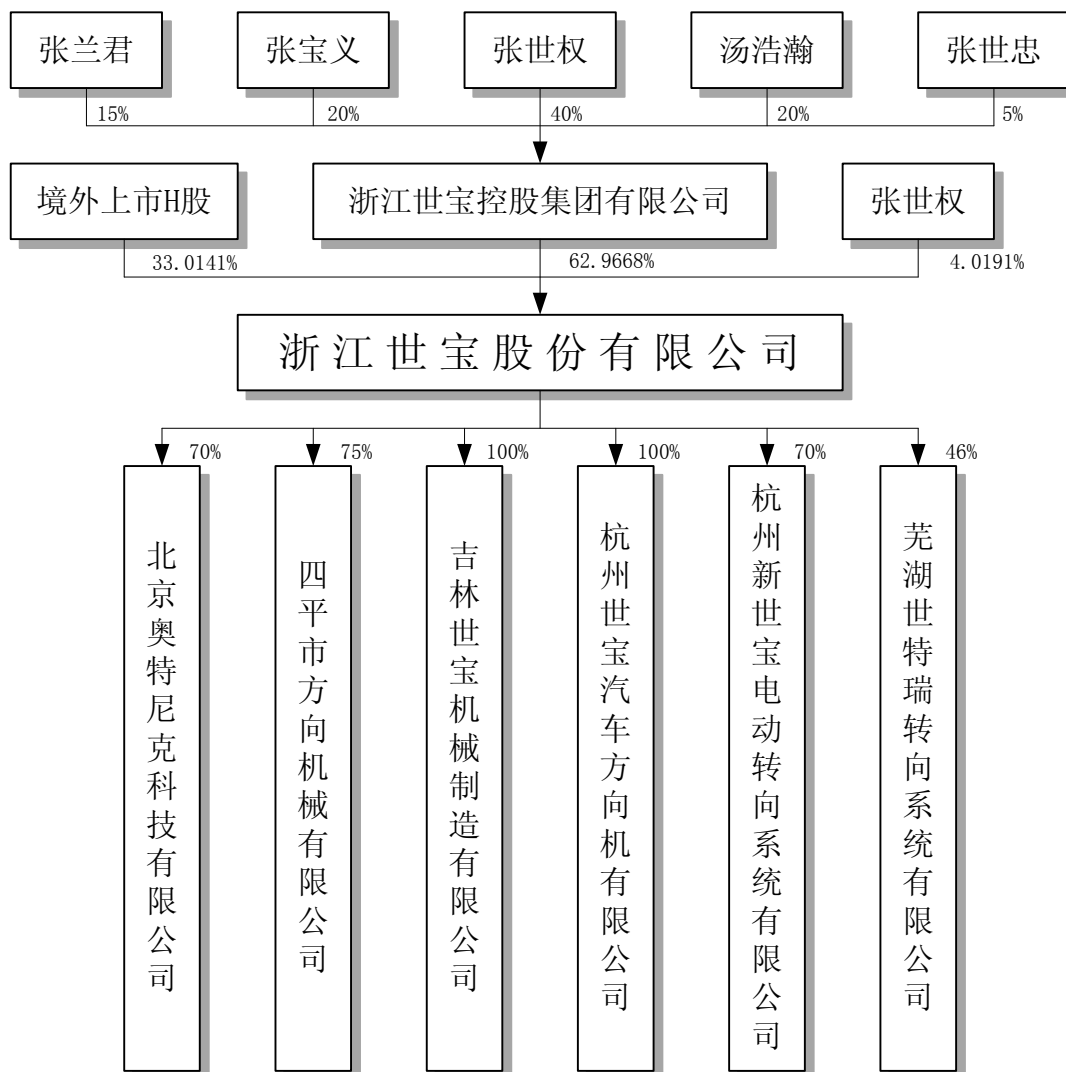 张兰君
张宝义
张世权
汤浩瀚
张世忠
15%
20%
40%
20%
5%
境外上市H股
浙江世宝控股集团有限公司
张世权
33.0141%
62.9668%
4.0191%
浙江世宝股份有限公司
70%
75%
100%
100%
70%
46%
北京奥特尼克科技有限公司
四平市方向机械有限公司
吉林世宝机械制造有限公司
杭州世宝汽车方向机有限公司
杭州新世宝电动转向系统有限公司
芜湖世特瑞转向系统有限公司